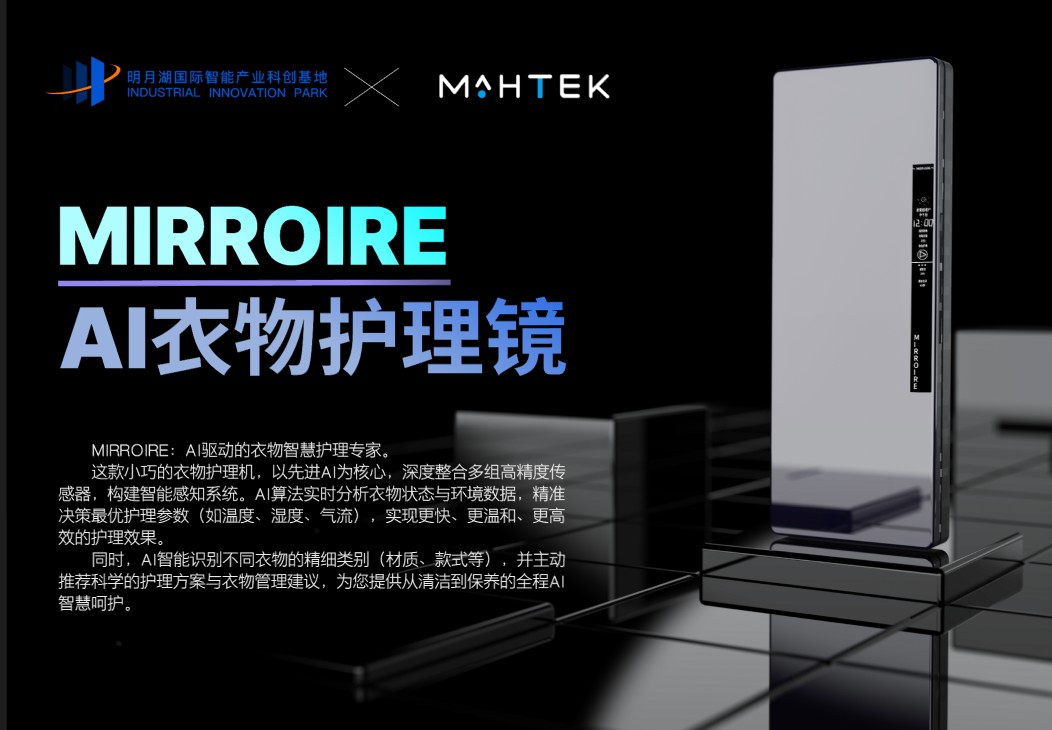 明月湖国际智能产业科创基地
INDUSTRIAL INNOVATION PARK
MAHTEK
MIRROIRE
AI衣物护理镜
MIRROIRE：AI驱动的衣物智慧护理专家。
这款小巧的衣物护理机，以先进AI为核心，深度整合多组高精度传
感器，构建智能感知系统。AI算法实时分析衣物状态与环境数据，精准
决策最优护理参数（如温度、湿度、气流），实现更快、更温和、更高
效的护理效果。
同时，AI智能识别不同衣物的精细类别（材质、款式等），并主动
推荐科学的护理方案与衣物管理建议，为您提供从清洁到保养的全程AI
智慧呵护。
12:00
MIRROIRE